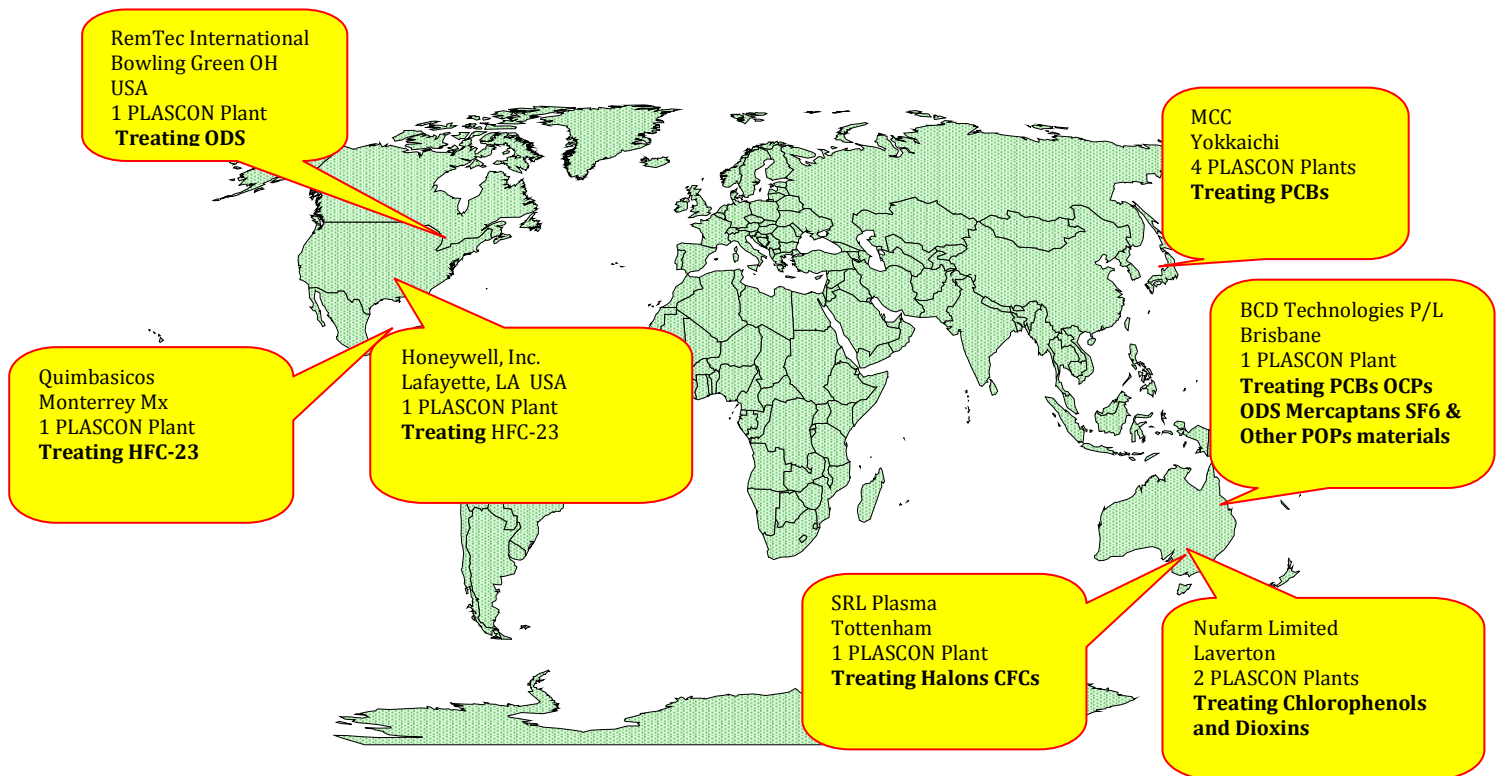 RemTec International
Bowling Green OH
USA
1 PLASCON Plant
Treating ODS
MCC
Yokkaichi
4 PLASCON Plants
Treating PCBs
BCD Technologies P/L
Brisbane
1 PLASCON Plant
Treating PCBs OCPs
ODS Mercaptans SF6 &
Other POPs materials
Quimbasicos
Monterrey Mx
1 PLASCON Plant
Treating HFC-23
Honeywell, Inc.
Lafayette, LA USA
1 PLASCON Plant
Treating HFC-23
SRL Plasma
Tottenham
1 PLASCON Plant
Treating Halons CFCs
Nufarm Limited
Laverton
2 PLASCON Plants
Treating Chlorophenols
and Dioxins